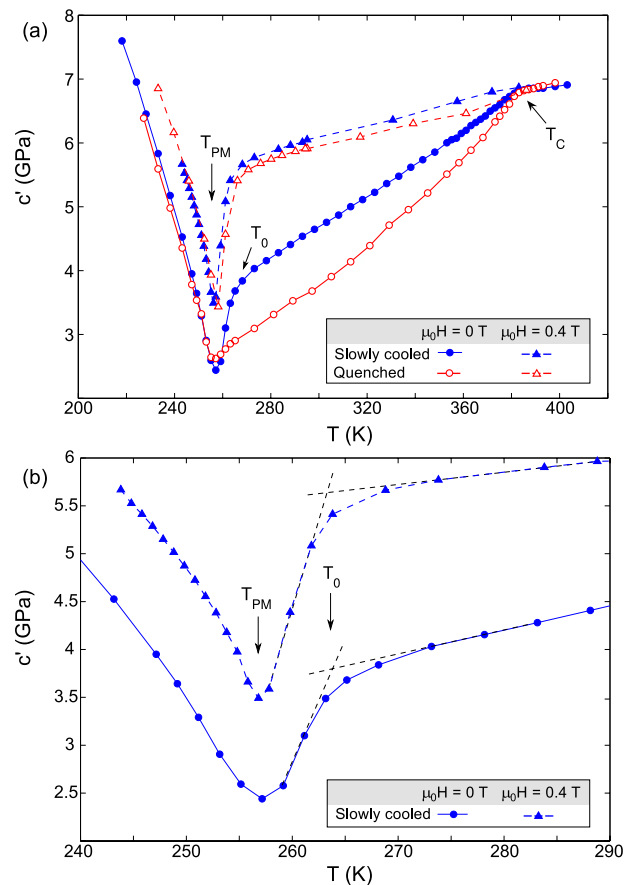 (a)
8
7
6
5
4
3
c' (GPa)
T_PM
T_0
T_C
μ₀H = 0 T μ₀H = 0.4 T
Slowly cooled
Quenched
200 240 280 320 360 400
T (K)
(b)
6
5.5
5
4.5
4
3.5
3
2.5
c' (GPa)
T_PM
T_0
μ₀H = 0 T μ₀H = 0.4 T
Slowly cooled
240 250 260 270 280 290
T (K)